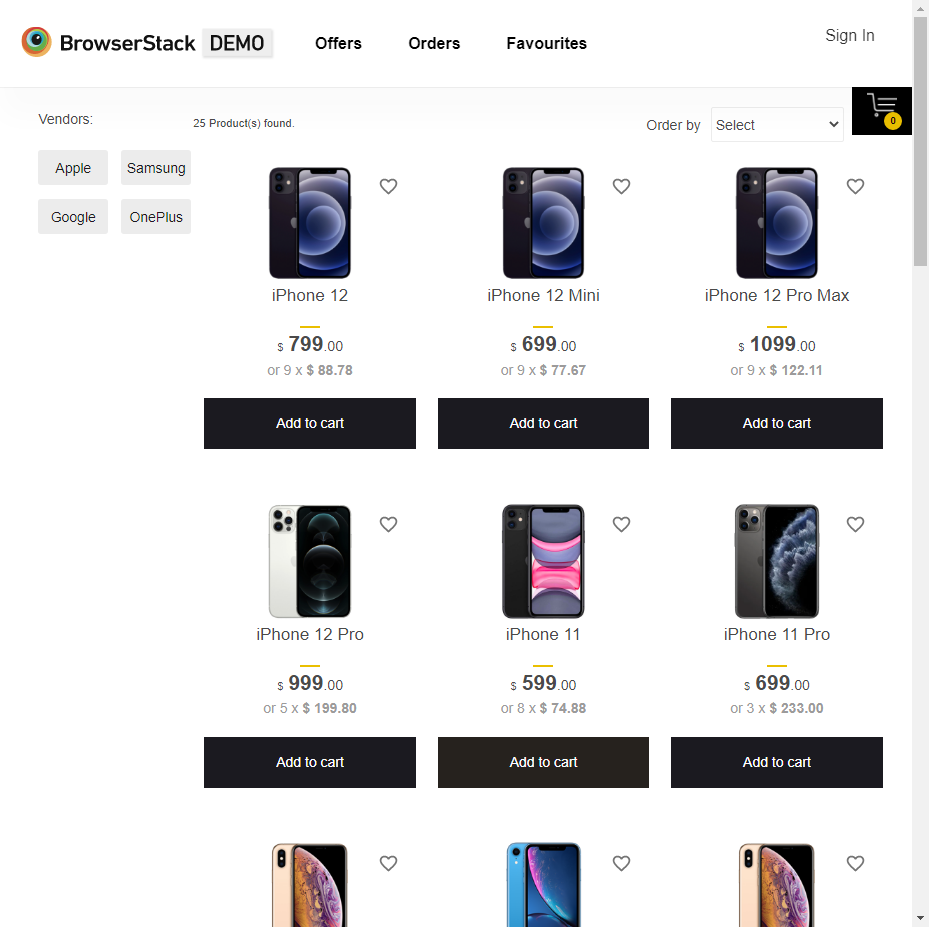 BrowserStack DEMO
Offers
Orders
Favourites
Sign In
0
Vendors:
Apple
Samsung
Google
OnePlus
25 Product(s) found.
Order by
Select
iPhone 12
$ 799.00
or 9 x $ 88.78
Add to cart
iPhone 12 Mini
$ 699.00
or 9 x $ 77.67
Add to cart
iPhone 12 Pro Max
$ 1099.00
or 9 x $ 122.11
Add to cart
iPhone 12 Pro
$ 999.00
or 5 x $ 199.80
Add to cart
iPhone 11
$ 599.00
or 8 x $ 74.88
Add to cart
iPhone 11 Pro
$ 699.00
or 3 x $ 233.00
Add to cart